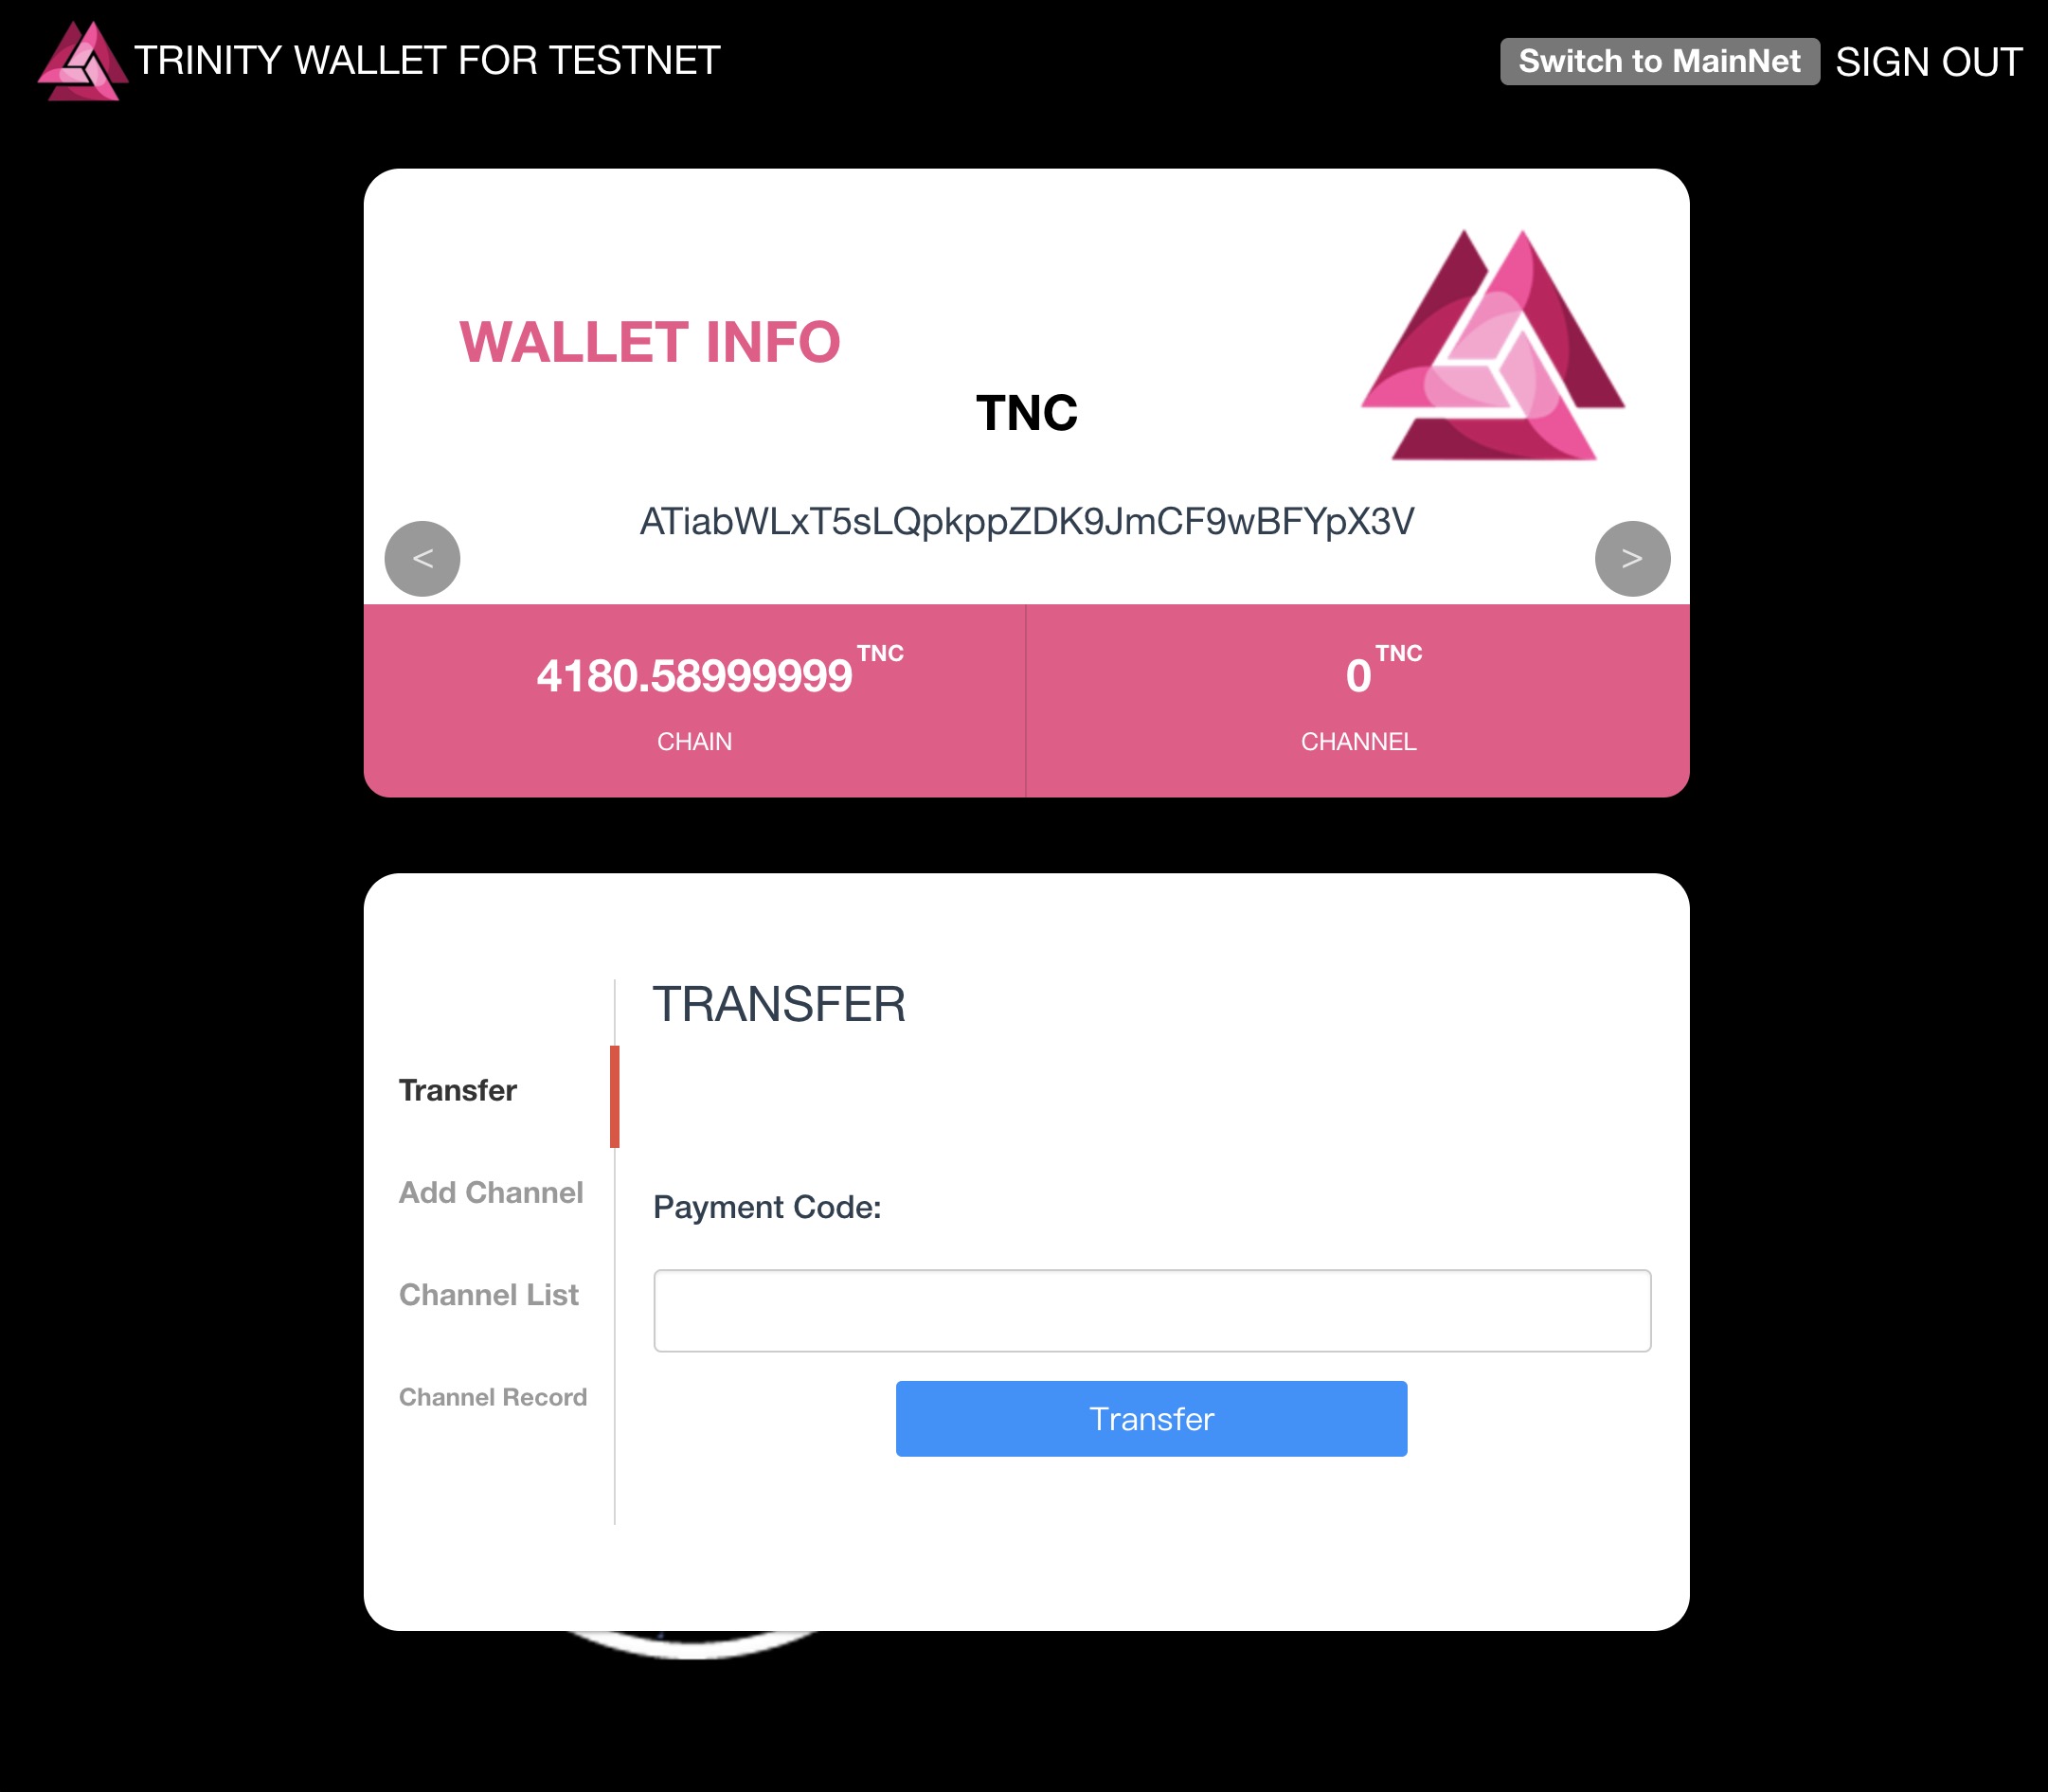 TRINITY WALLET FOR TESTNET
Switch to MainNet SIGN OUT
WALLET INFO
TNC
ATiabWLxT5sLQpkppZDK9JmCF9wBFYpX3V
< >
4180.58999999 TNC
CHAIN
0 TNC
CHANNEL
TRANSFER
Transfer
Add Channel
Channel List
Channel Record
Payment Code:
Transfer